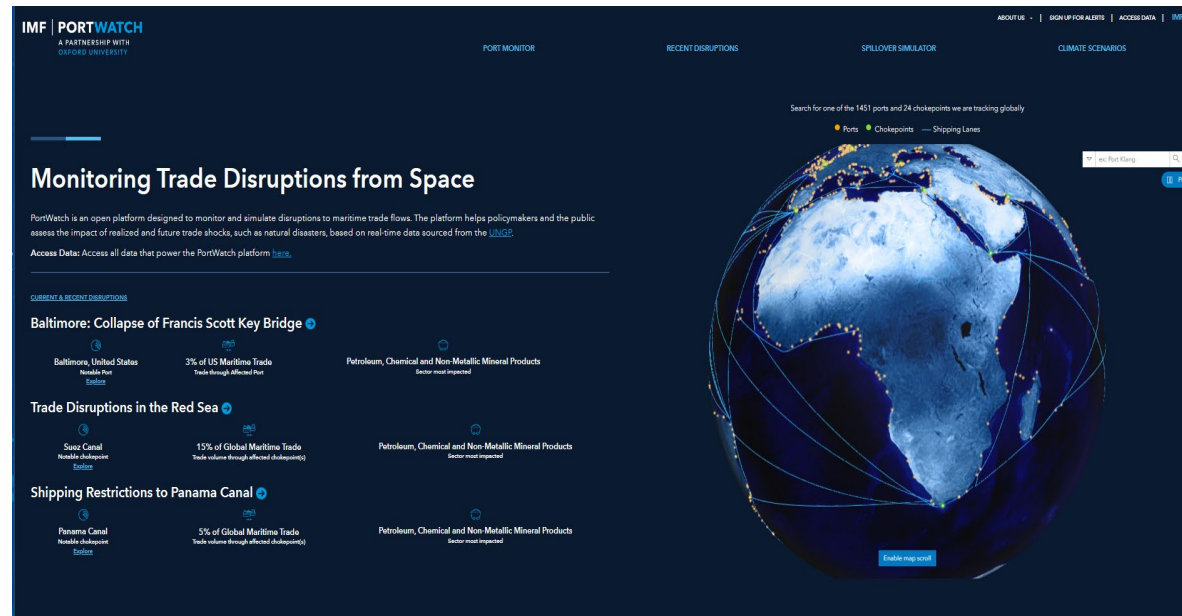 IMF | PORTWATCH
A PARTNERSHIP WITH
OXFORD UNIVERSITY
ABOUT US | SIGN UP FOR ALERTS | ACCESS DATA | IMF
PORT MONITOR
RECENT DISRUPTIONS
SPILLOVER SIMULATOR
CLIMATE SCENARIOS
Search for one of the 1451 ports and 24 chokepoints we are tracking globally
Ports Chokepoints — Shipping Lanes
ex: Port Klang
Monitoring Trade Disruptions from Space
PortWatch is an open platform designed to monitor and simulate disruptions to maritime trade flows. The platform helps policymakers and the public
assess the impact of realized and future trade shocks, such as natural disasters, based on real-time data sourced from the UNGP.
Access Data: Access all data that power the PortWatch platform here.
CURRENT & RECENT DISRUPTIONS
Baltimore: Collapse of Francis Scott Key Bridge
Baltimore, United States
Notable Port
Explore
3% of US Maritime Trade
Trade through Affected Port
Petroleum, Chemical and Non-Metallic Mineral Products
Sector most impacted
Trade Disruptions in the Red Sea
Suez Canal
Notable chokepoint
Explore
15% of Global Maritime Trade
Trade volume through affected chokepoint(s)
Petroleum, Chemical and Non-Metallic Mineral Products
Sector most impacted
Shipping Restrictions to Panama Canal
Panama Canal
Notable chokepoint
Explore
5% of Global Maritime Trade
Trade volume through affected chokepoint(s)
Petroleum, Chemical and Non-Metallic Mineral Products
Sector most impacted
Enable map scroll